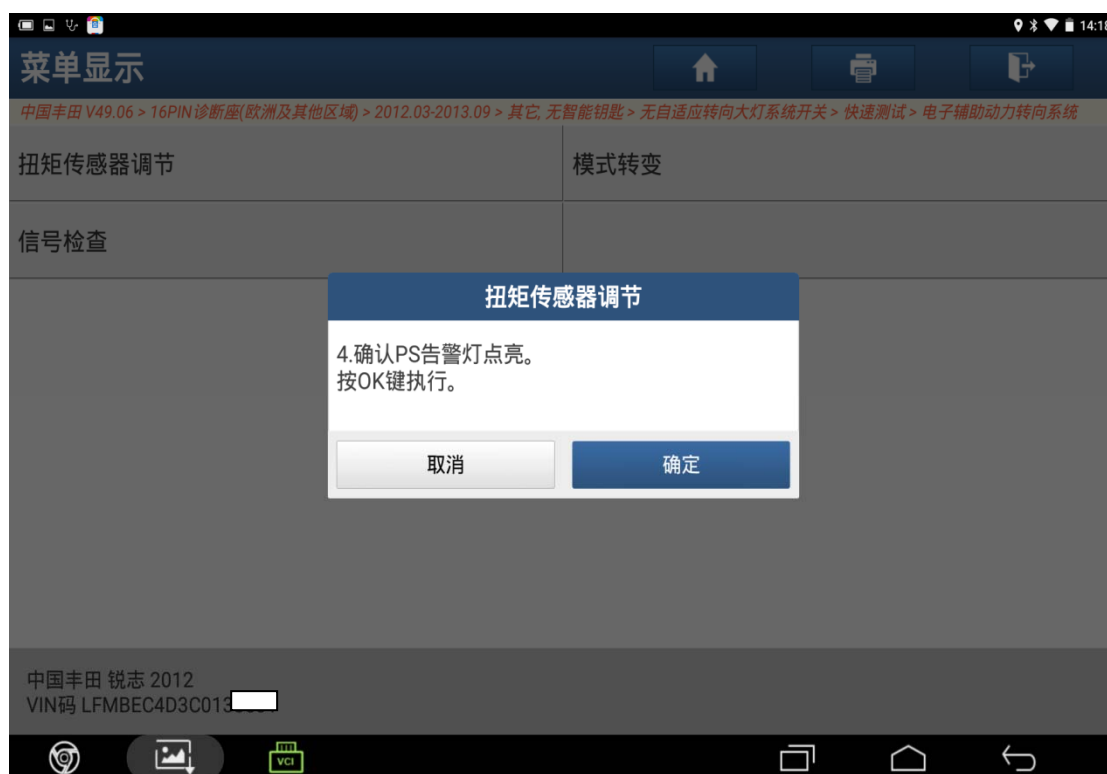 14:18
菜单显示
中国丰田 V49.06 > 16PIN诊断座(欧洲及其他区域) > 2012.03-2013.09 > 其它, 无智能钥匙 > 无自适应转向大灯系统开关 > 快速测试 > 电子辅助动力转向系统
扭矩传感器调节
模式转变
信号检查
扭矩传感器调节
4.确认PS告警灯点亮。
按OK键执行。
取消
确定
中国丰田 锐志 2012
VIN码 LFMBEC4D3C013
VCI